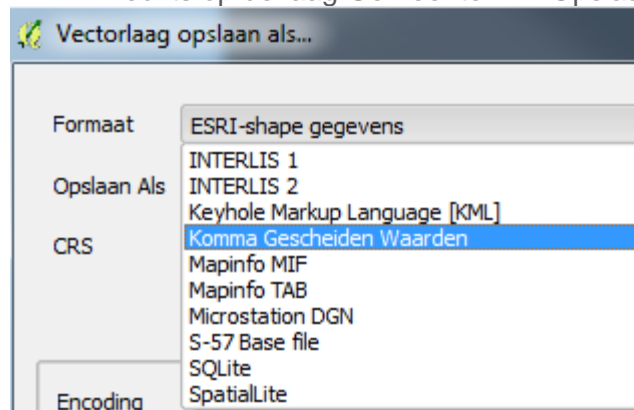 Vectorlaag opslaan als...
Formaat
ESRI-shape gegevens
INTERLIS 1
Opslaan Als
INTERLIS 2
Keyhole Markup Language [KML]
CRS
Komma Gescheiden Waarden
Mapinfo MIF
Mapinfo TAB
Microstation DGN
S-57 Base file
SQLite
Encoding
SpatialLite